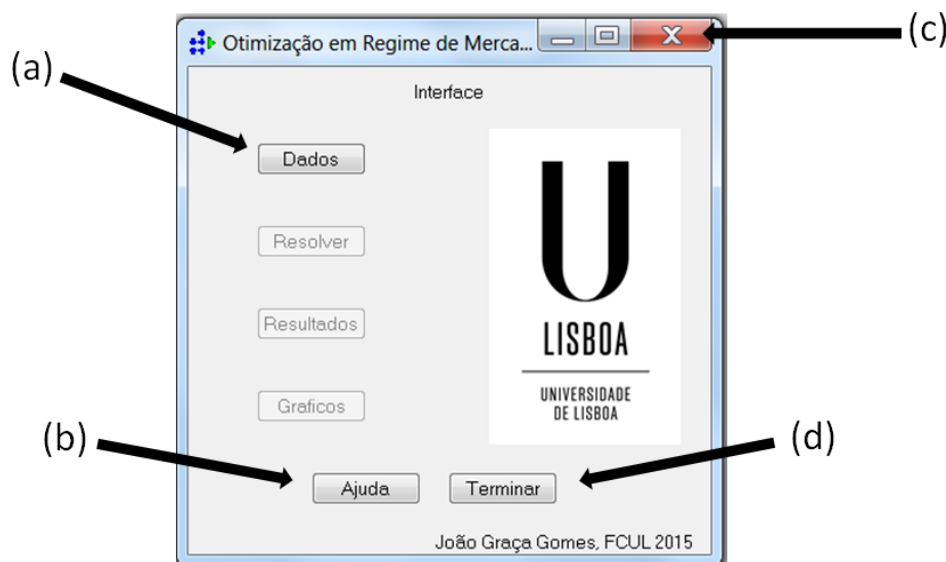 (c)
Otimização em Regime de Merca...
(a)
Interface
Dados
Resolver
Resultados
Graficos
U
LISBOA
UNIVERSIDADE
DE LISBOA
(b)
(d)
Ajuda
Terminar
João Graça Gomes, FCUL 2015